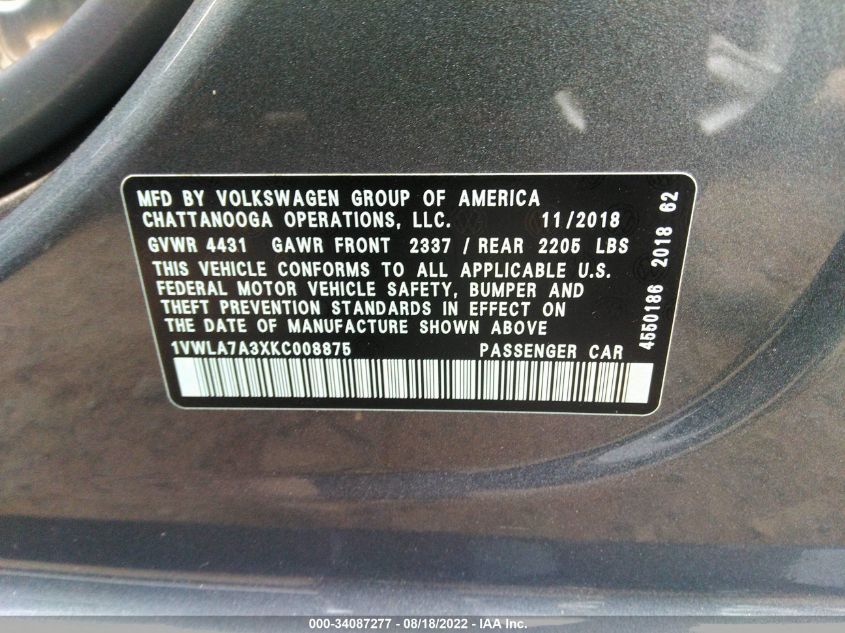 MFD BY VOLKSWAGEN GROUP OF AMERICA
CHATTANOOGA OPERATIONS, LLC. 11/2018
GVWR 4431 GAWR FRONT 2337 / REAR 2205 LBS
THIS VEHICLE CONFORMS TO ALL APPLICABLE U.S.
FEDERAL MOTOR VEHICLE SAFETY, BUMPER AND
THEFT PREVENTION STANDARDS IN EFFECT ON
THE DATE OF MANUFACTURE SHOWN ABOVE
1VWLA7A3XKC008875 PASSENGER CAR
4550186 2018 62
000-34087277 - 08/18/2022 - IAA Inc.